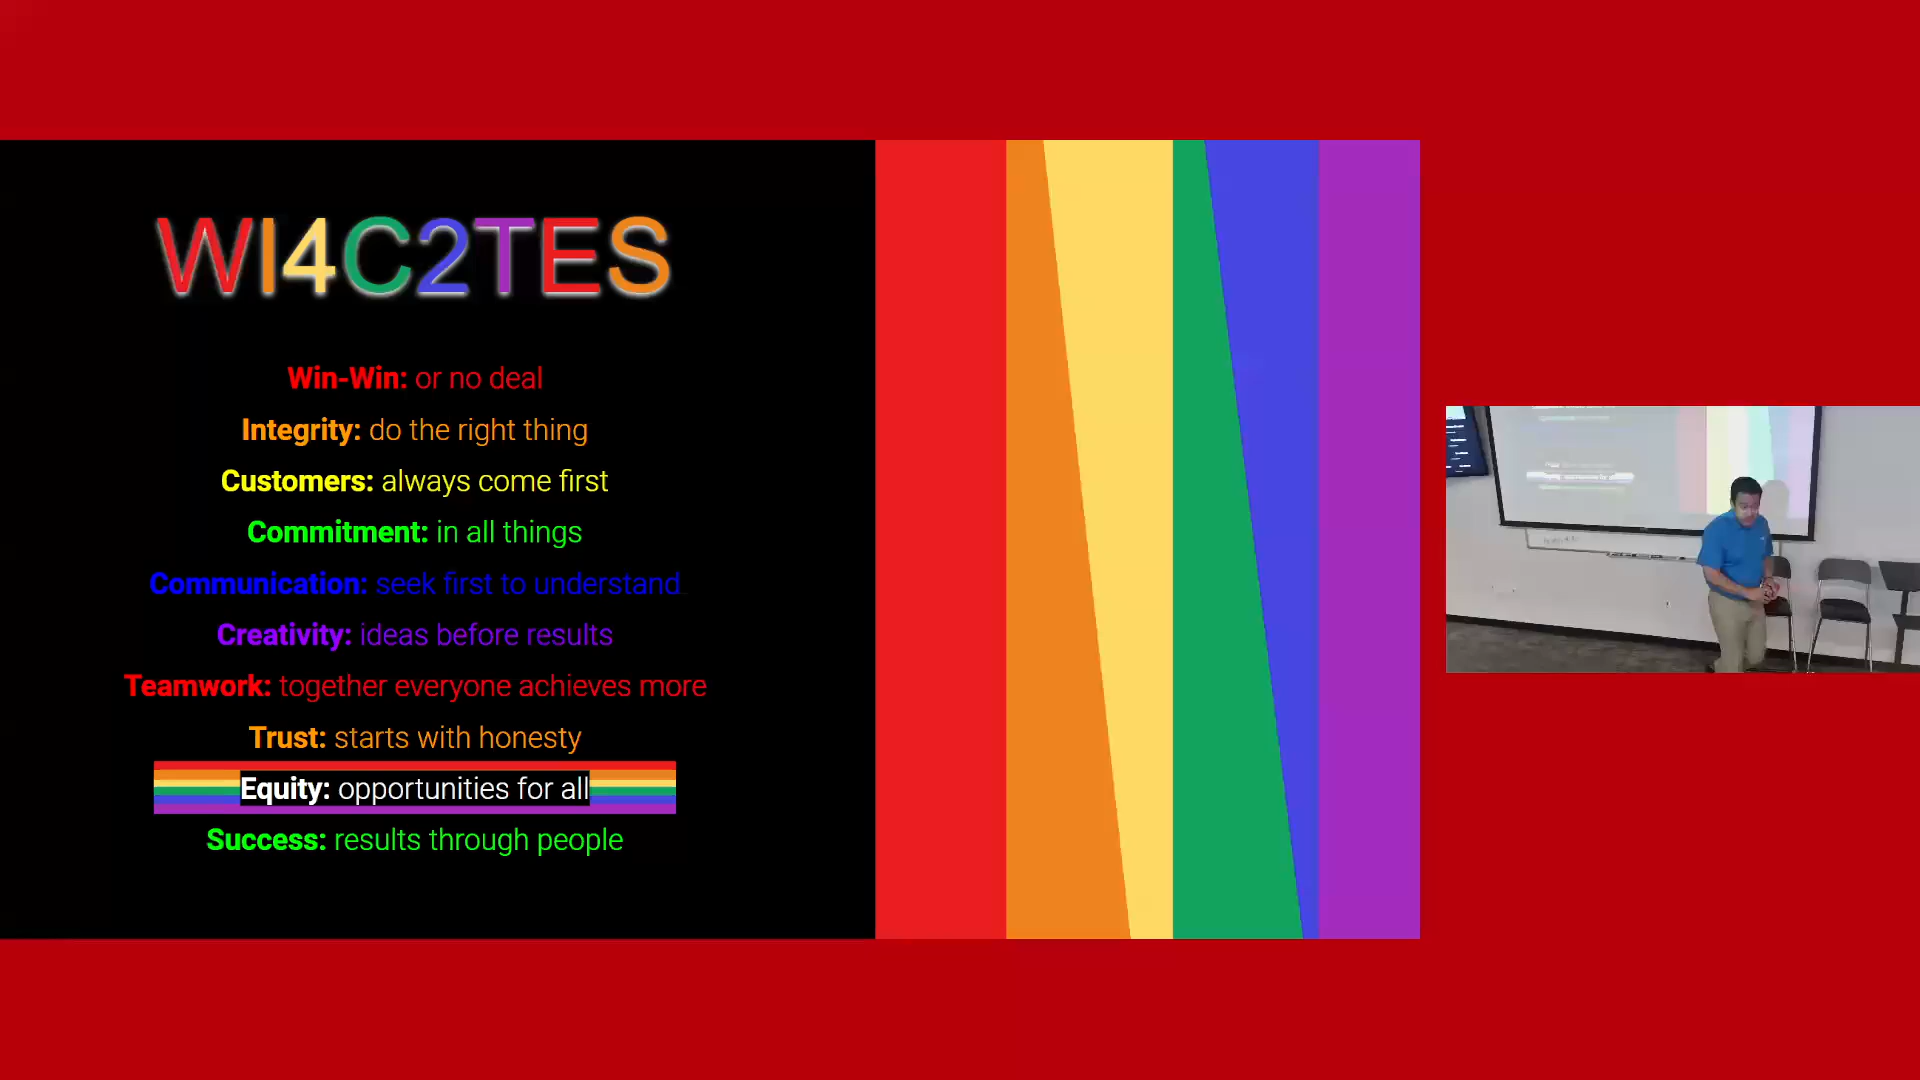 WI4C2TES
Win-Win: or no deal
Integrity: do the right thing
Customers: always come first
Commitment: in all things
Communication: seek first to understand.
Creativity: ideas before results
Teamwork: together everyone achieves more
Trust: starts with honesty
Equity: opportunities for all
Success: results through people